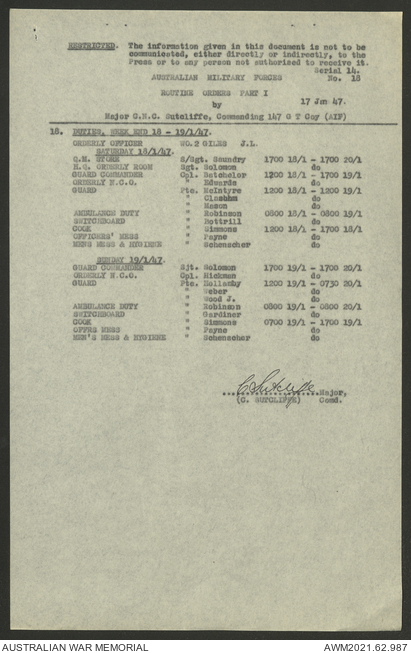 RESTRICTED. The information given in this document is not to be
communicated, either directly or indirectly, to the
Press or to any person not authorized to receive it.
Serial 14.
AUSTRALIAN MILITARY FORCES No. 18
ROUTINE ORDERS PART I
by 17 Jan 47.
Major C.N.C. Sutcliffe, Commanding 147 G T Coy (AIF)
18. DUTIES, WEEK END 18 - 19/1/47.
ORDERLY OFFICER WO.2 GILES J.L.
SATURDAY 18/1/47.
Q.M. STORE S/Sgt. Saundry 1700 18/1 - 1700 20/1
H.Q. ORDERLY ROOM Sgt. Solomon do
GUARD COMMANDER Cpl. Batchelor 1200 18/1 - 1700 19/1
ORDERLY N.C.O. " Edwards do
GUARD Pte. McIntyre 1200 18/1 - 1200 19/1
" do
" Mason do
AMBULANCE DUTY " Robinson 0800 18/1 - 0800 19/1
SWITCHBOARD " Bottrill do
COOK " Simmons 1200 18/1 - 1700 18/1
OFFICERS' MESS " Payne do
MENS MESS & HYGIENE " Schenscher do
SUNDAY 19/1/47.
GUARD COMMANDER Sjt. Solomon 1700 19/1 - 1700 20/1
ORDERLY N.C.O. Cpl. Hickman do
GUARD Pte. Hollamby 1200 19/1 - 0730 20/1
" Weber do
" Wood J. do
AMBULANCE DUTY " Robinson 0800 19/1 - 0800 20/1
SWITCHBOARD " Gardiner do
COOK " Simmons 0700 19/1 - 1700 19/1
OFFRS MESS " Payne do
MEN'S MESS & HYGIENE " Schenscher do
C Sutcliffe Major,
(C. SUTCLIFFE) Comd.
AUSTRALIAN WAR MEMORIAL AWM2021.62.987